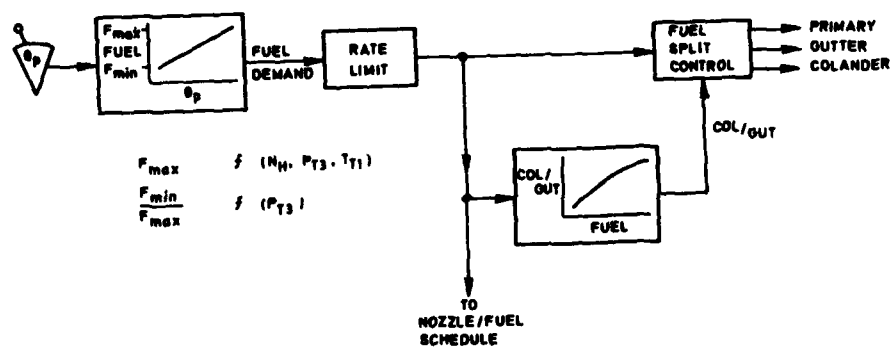 θp
Fmax
FUEL
Fmin
θp
FUEL
DEMAND
RATE
LIMIT
FUEL
SPLIT
CONTROL
PRIMARY
GUTTER
COLANDER
COL/GUT
COL/
GUT
FUEL
Fmax f (NH, PT3, TT1)
Fmin
Fmax
f (PT3)
TO
NOZZLE/FUEL
SCHEDULE